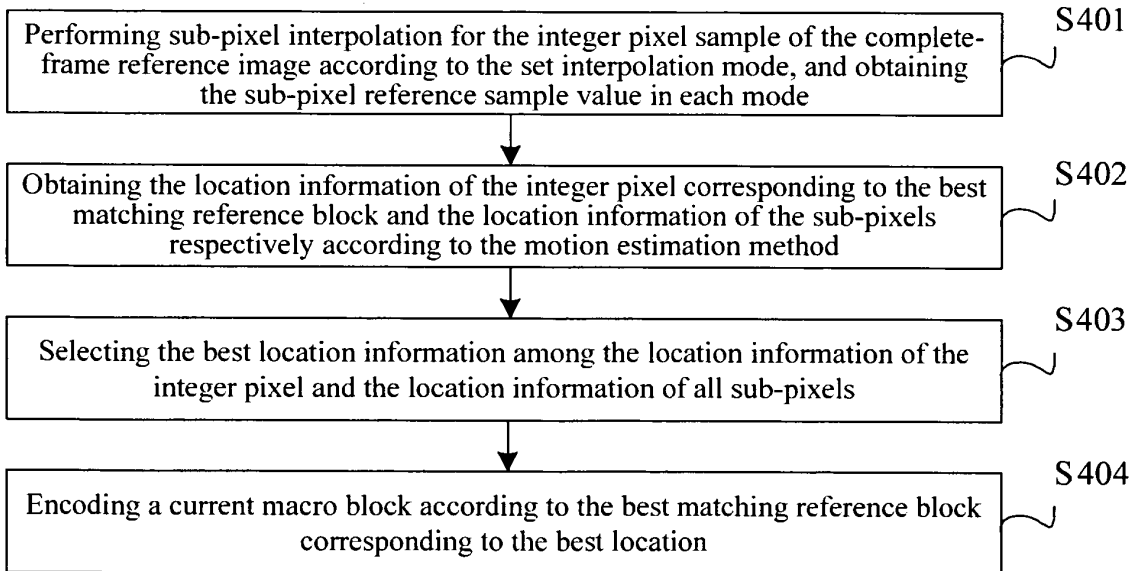 S401
Performing sub-pixel interpolation for the integer pixel sample of the complete-
frame reference image according to the set interpolation mode, and obtaining
the sub-pixel reference sample value in each mode
S402
Obtaining the location information of the integer pixel corresponding to the best
matching reference block and the location information of the sub-pixels
respectively according to the motion estimation method
S403
Selecting the best location information among the location information of the
integer pixel and the location information of all sub-pixels
S404
Encoding a current macro block according to the best matching reference block
corresponding to the best location